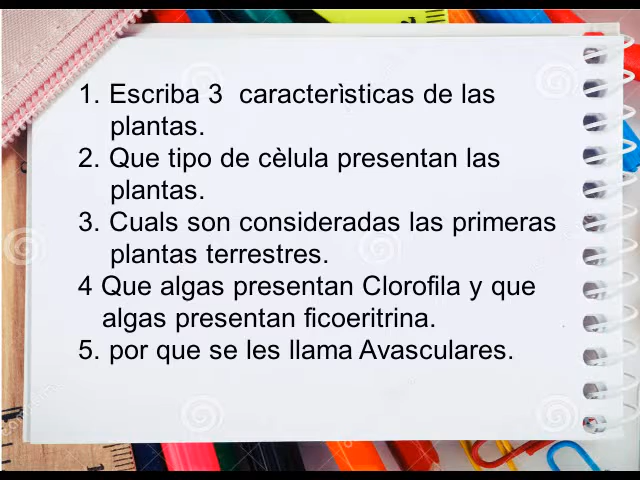 1. Escriba 3 caracterìsticas de las
plantas.
2. Que tipo de cèlula presentan las
plantas.
3. Cuals son consideradas las primeras
plantas terrestres.
4 Que algas presentan Clorofila y que
algas presentan ficoeritrina.
5. por que se les llama Avasculares.